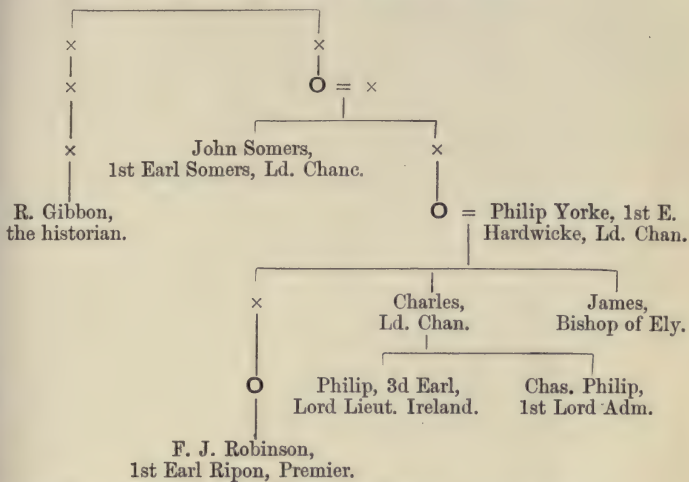 × ×
× O = ×
× John Somers, ×
1st Earl Somers, Ld. Chanc.
R. Gibbon, O = Philip Yorke, 1st E.
the historian. Hardwicke, Ld. Chan.
× Charles, James,
Ld. Chan. Bishop of Ely.
O Philip, 3d Earl, Chas. Philip,
Lord Lieut. Ireland. 1st Lord Adm.
F. J. Robinson,
1st Earl Ripon, Premier.